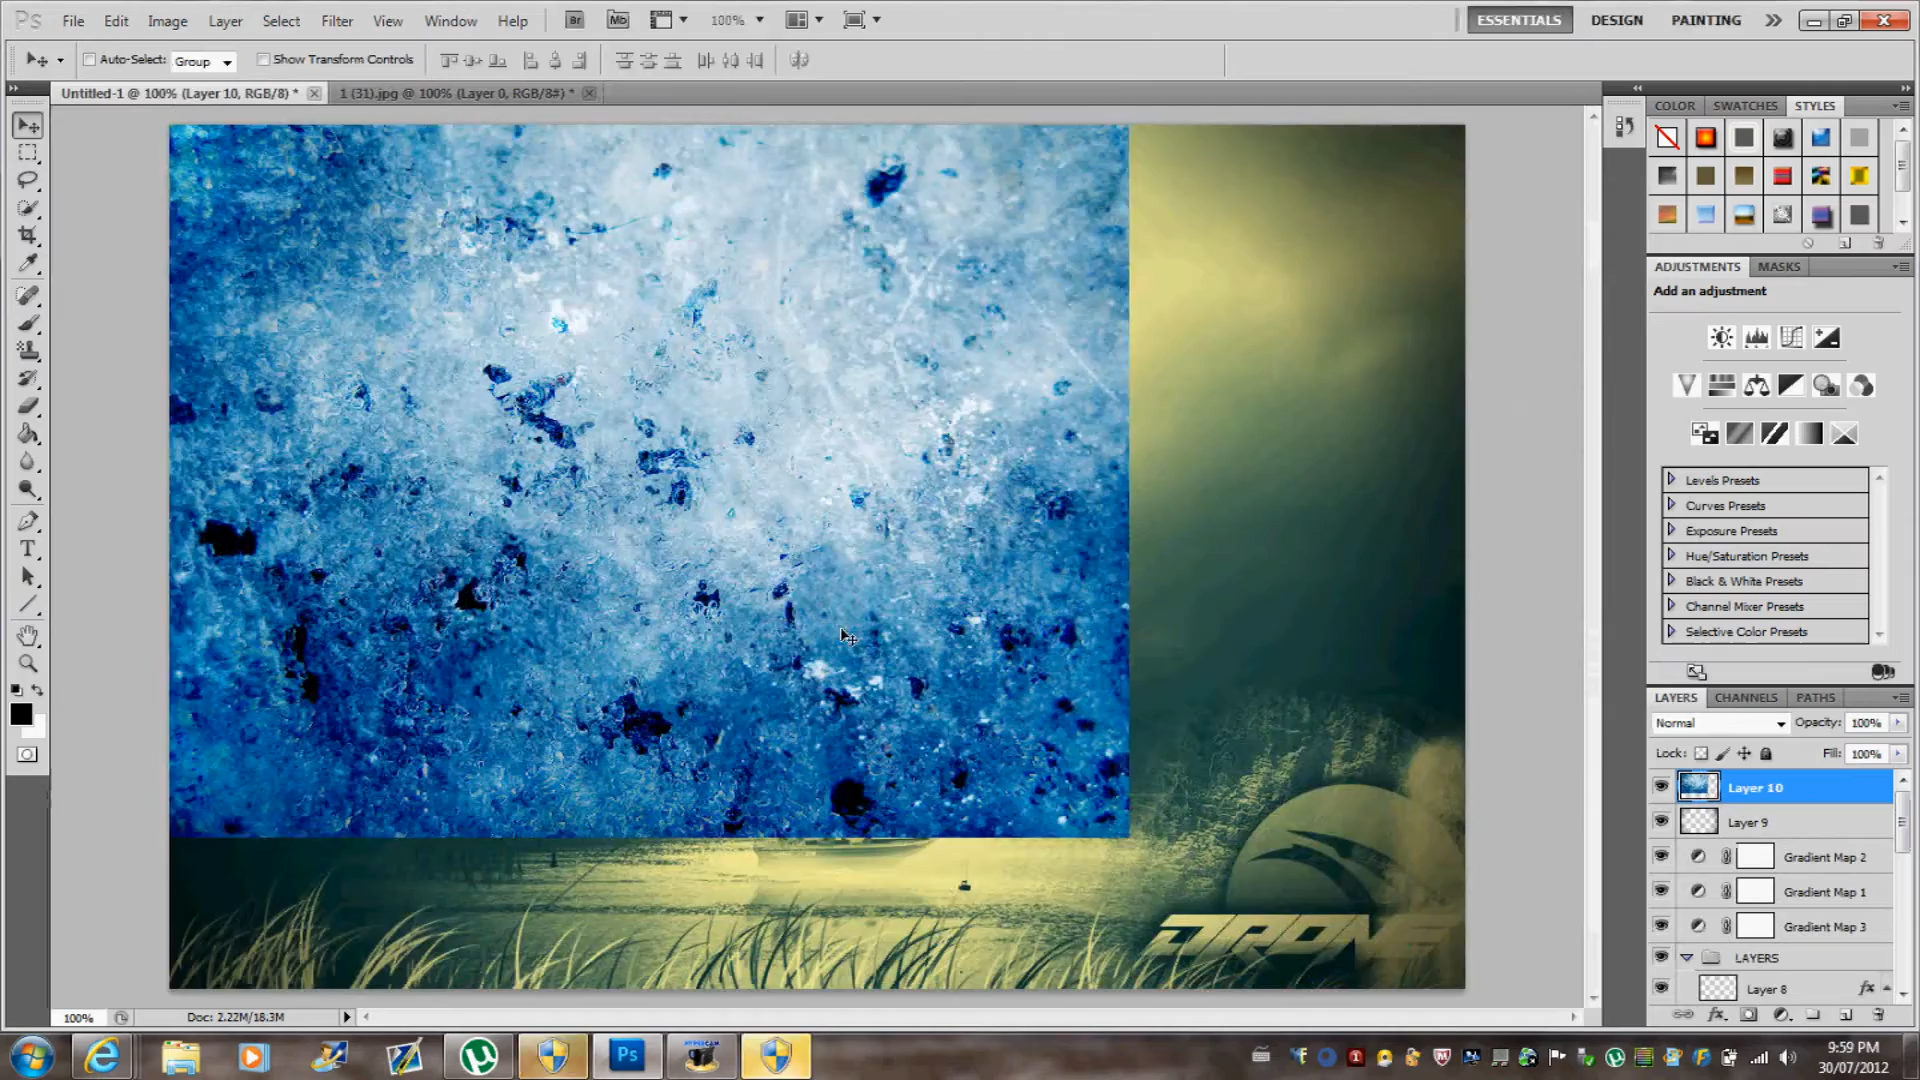 Ps File Edit Image Layer Select Filter Analysis View Window Help Br Mb 100% ESSENTIALS DESIGN PAINTING
Auto-Select: Group Show Transform Controls
Untitled-1 @ 100% (Layer 10, RGB/8) * 1 (31).jpg @ 100% (Layer 0, RGB/8#) *
COLOR SWATCHES STYLES
ADJUSTMENTS MASKS
Add an adjustment
Levels Presets
Curves Presets
Exposure Presets
Hue/Saturation Presets
Black & White Presets
Channel Mixer Presets
Selective Color Presets
LAYERS CHANNELS PATHS
Normal Opacity: 100%
Lock: Fill: 100%
Layer 10
Layer 9
Gradient Map 2
Gradient Map 1
Gradient Map 3
LAYERS
Layer 8 fx
DRONE
100% Doc: 2.22M/18.3M
Ps
HYPERCAM
9:59 PM
30/07/2012